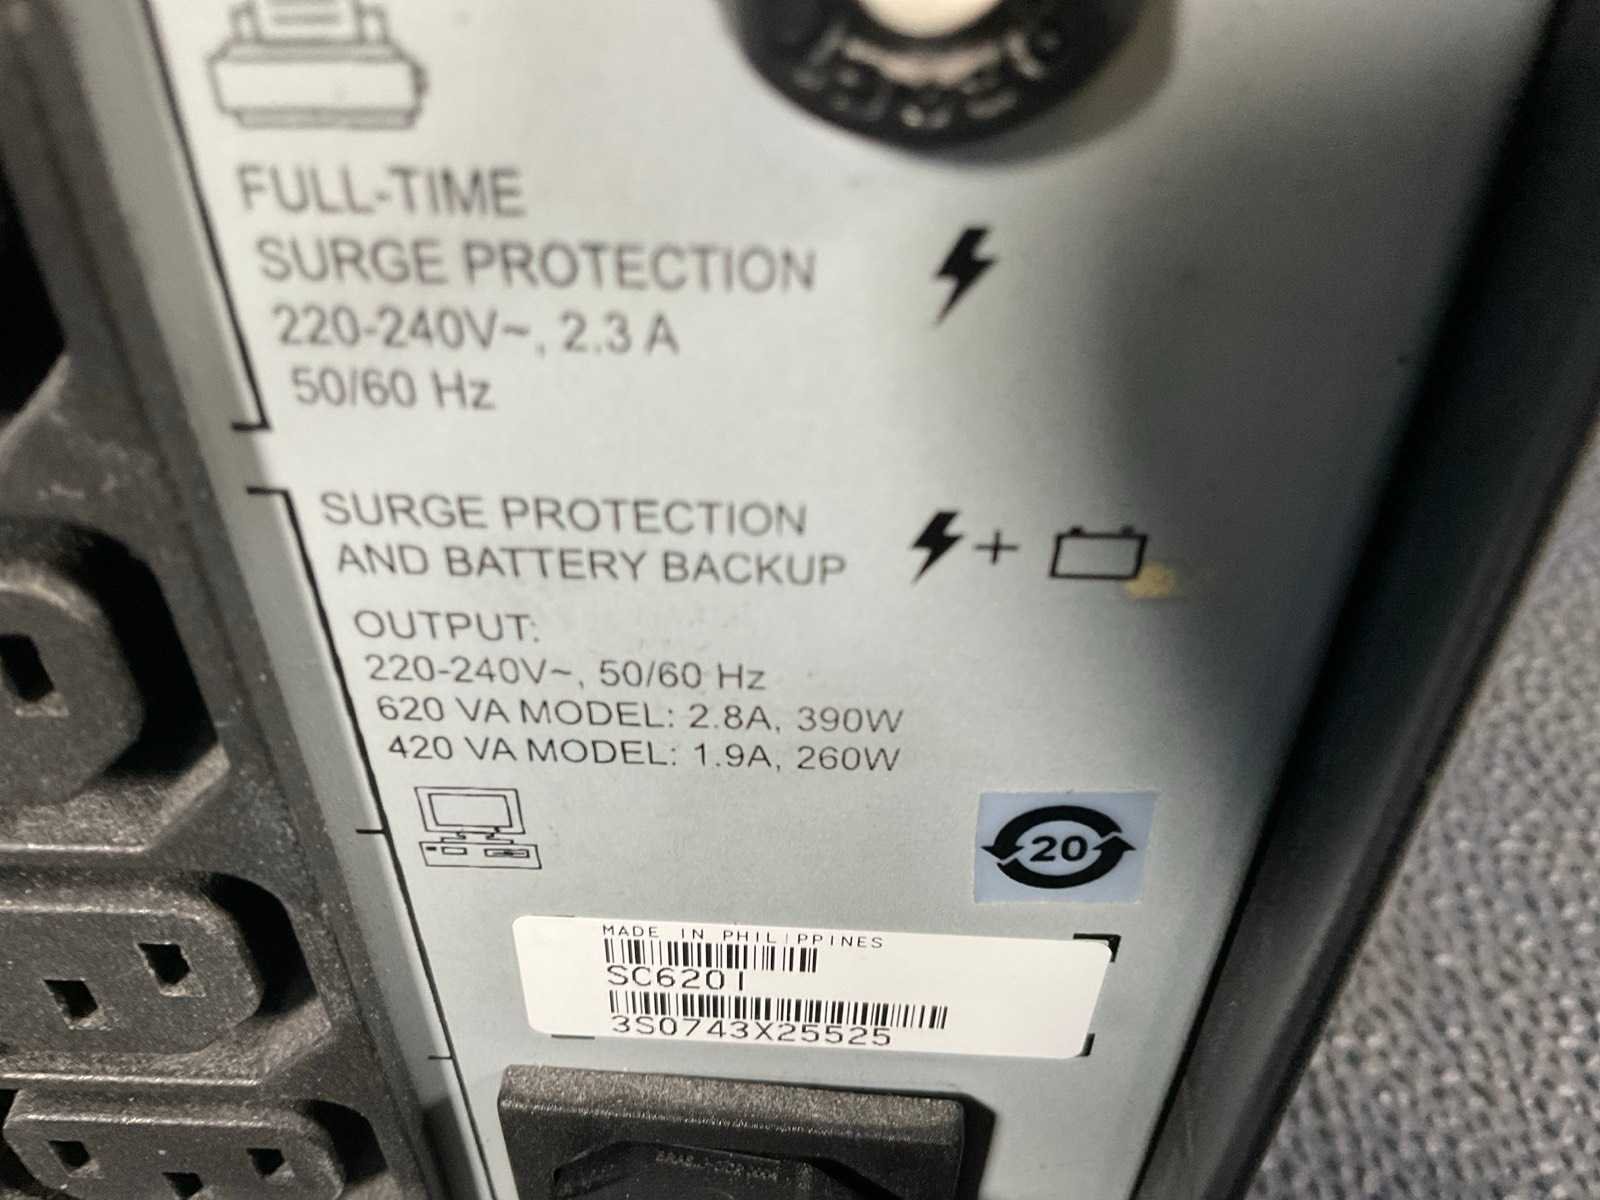 FULL-TIME
SURGE PROTECTION
220-240V~, 2.3 A
50/60 Hz
SURGE PROTECTION
AND BATTERY BACKUP
OUTPUT:
220-240V~, 50/60 Hz
620 VA MODEL: 2.8A, 390W
420 VA MODEL: 1.9A, 260W
20
MADE IN PHILIPPINES
SC620I
3S0743X25525